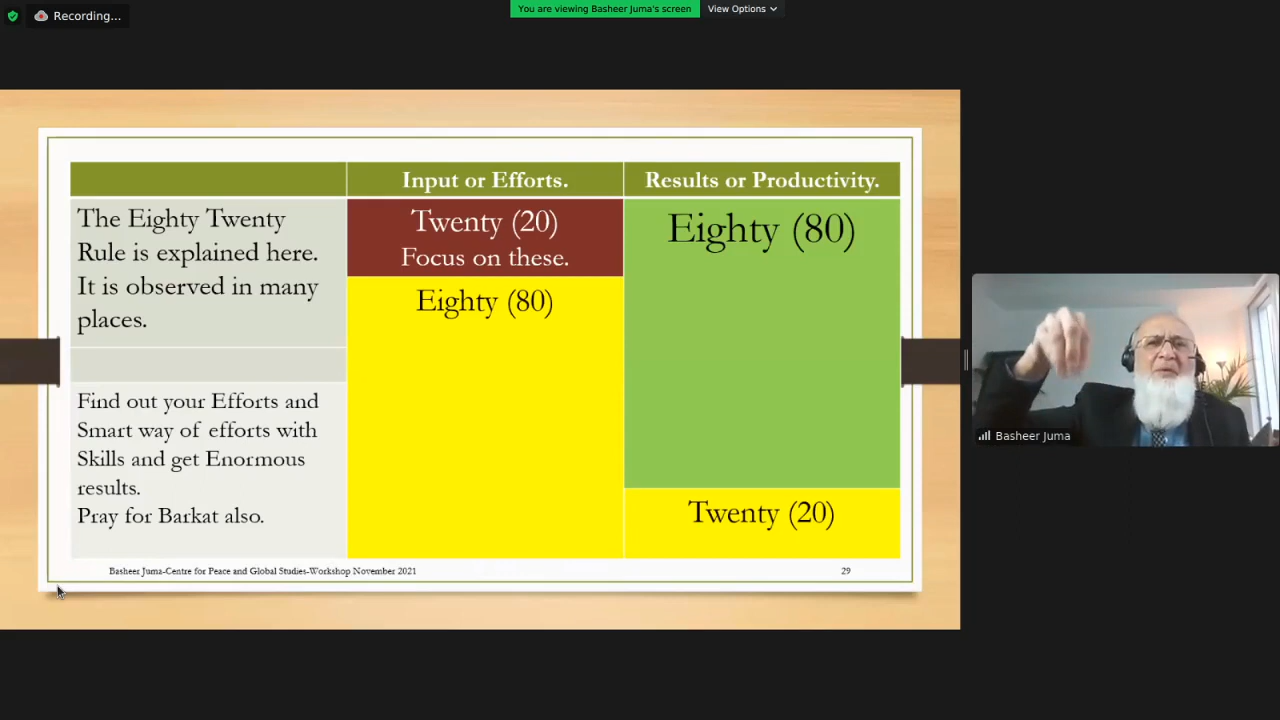 Recording...
You are viewing Basheer Juma's screen
View Options
Input or Efforts.
Results or Productivity.
The Eighty Twenty
Rule is explained here.
It is observed in many
places.
Twenty (20)
Focus on these.
Eighty (80)
Eighty (80)
Find out your Efforts and
Smart way of efforts with
Skills and get Enormous
results.
Pray for Barkat also.
Twenty (20)
Basheer Juma-Centre for Peace and Global Studies-Workshop November 2021
29
Basheer Juma